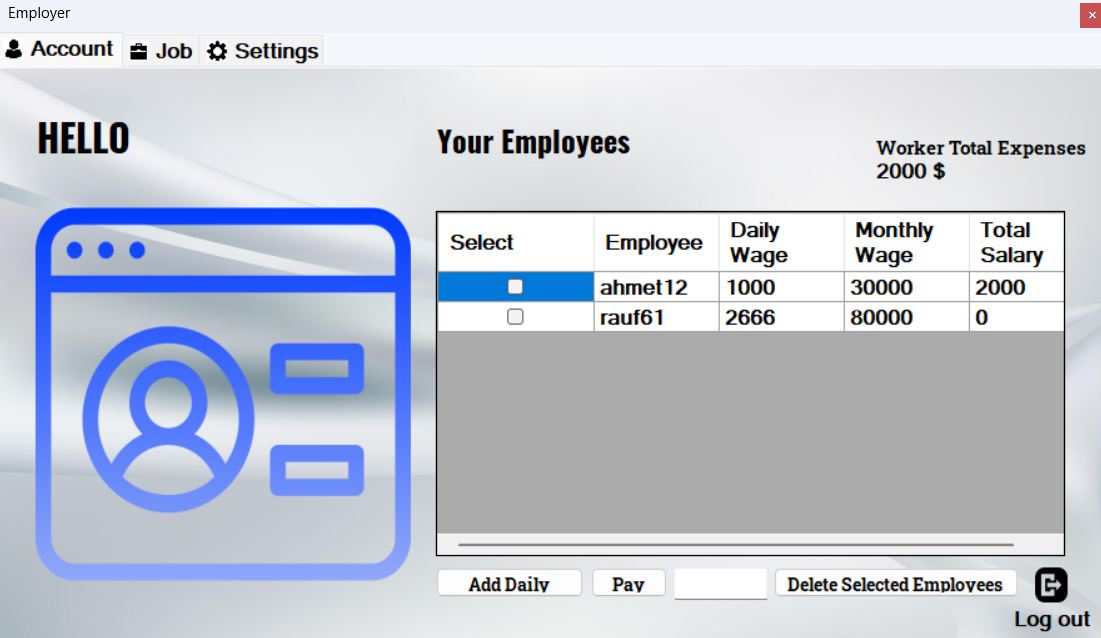 Employer
Account Job Settings
HELLO
Your Employees
Worker Total Expenses
2000 $
Select Employee Daily Wage Monthly Wage Total Salary
ahmet12 1000 30000 2000
rauf61 2666 80000 0
Add Daily Pay Delete Selected Employees
Log out